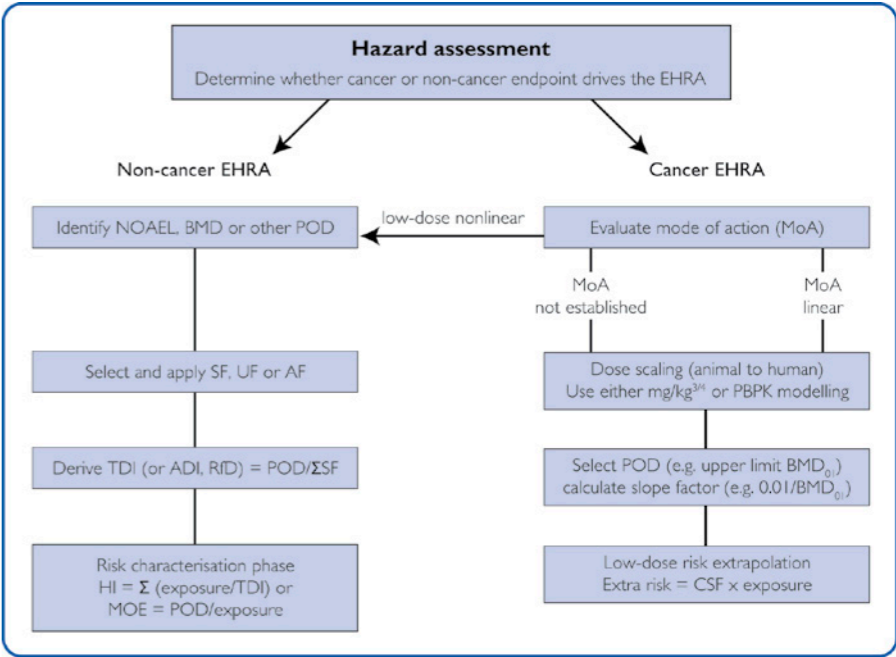 Hazard assessment
Determine whether cancer or non-cancer endpoint drives the EHRA
Non-cancer EHRA
Cancer EHRA
Identify NOAEL, BMD or other POD
low-dose nonlinear
Evaluate mode of action (MoA)
MoA
not established
MoA
linear
Select and apply SF, UF or AF
Dose scaling (animal to human)
Use either mg/kg^3/4 or PBPK modelling
Derive TDI (or ADI, RfD) = POD/ΣSF
Select POD (e.g. upper limit BMD₀₁)
calculate slope factor (e.g. 0.01/BMD₀₁)
Risk characterisation phase
HI = Σ (exposure/TDI) or
MOE = POD/exposure
Low-dose risk extrapolation
Extra risk = CSF x exposure